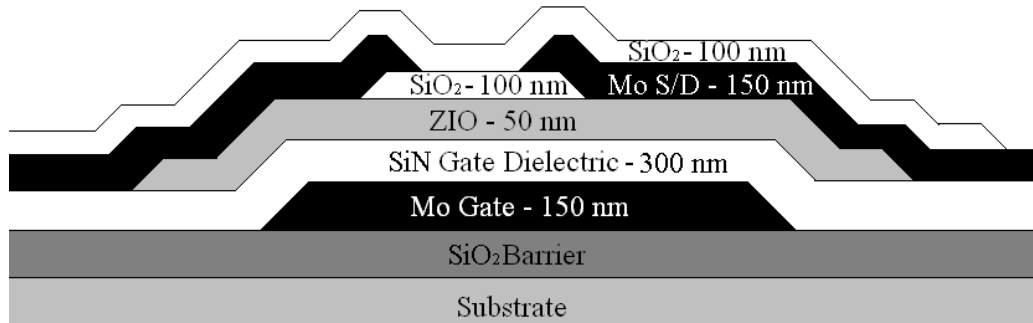 SiO₂- 100 nm
SiO₂- 100 nm Mo S/D - 150 nm
ZIO - 50 nm
SiN Gate Dielectric - 300 nm
Mo Gate - 150 nm
SiO₂Barrier
Substrate